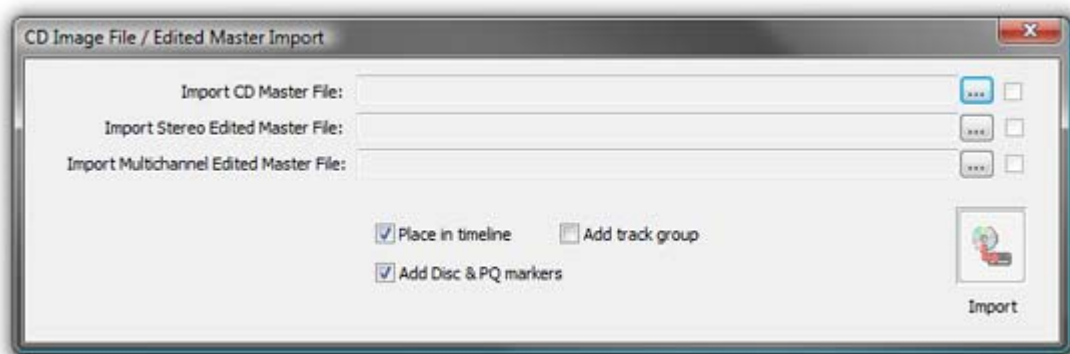 CD Image File / Edited Master Import
Import CD Master File: ...
Import Stereo Edited Master File: ...
Import Multichannel Edited Master File: ...
Place in timeline Add track group
Add Disc & PQ markers
Import